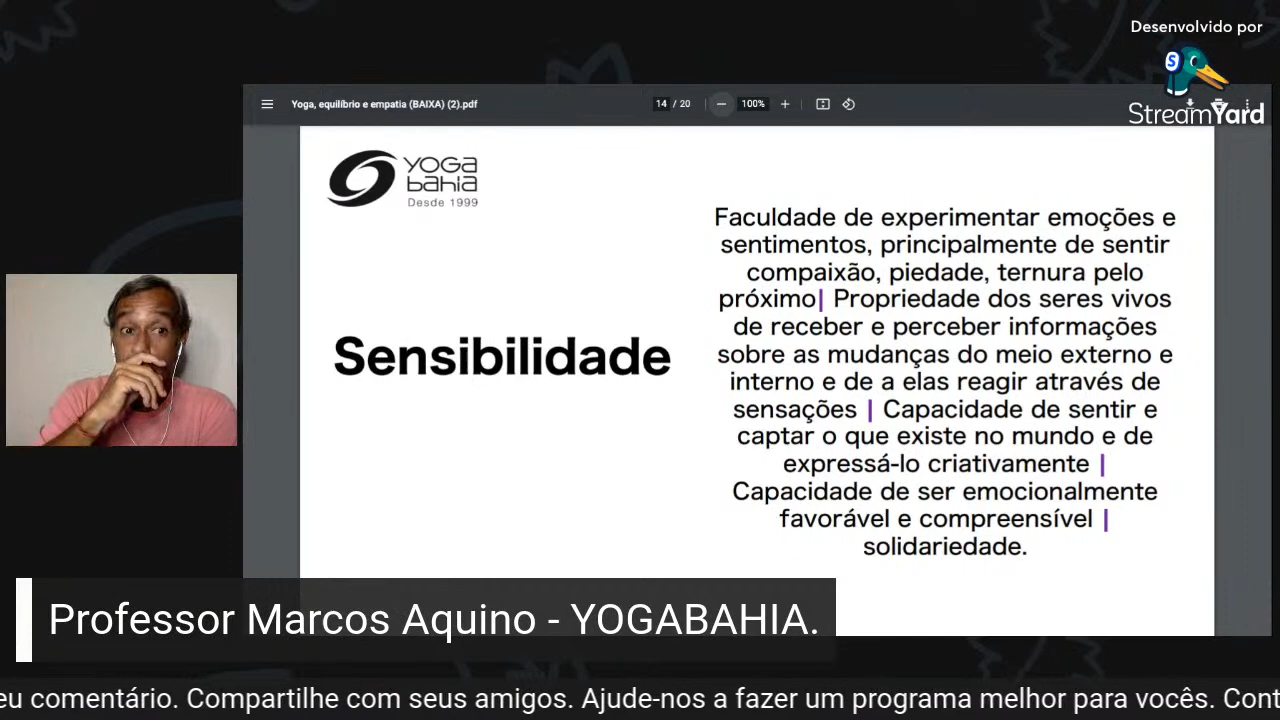 Desenvolvido por
StreamYard
Yoga, equilíbrio e empatia (BAIXA) (2).pdf
14 / 20
100%
YOGA
bahia
Desde 1999
Sensibilidade
Faculdade de experimentar emoções e
sentimentos, principalmente de sentir
compaixão, piedade, ternura pelo
próximo| Propriedade dos seres vivos
de receber e perceber informações
sobre as mudanças do meio externo e
interno e de a elas reagir através de
sensações | Capacidade de sentir e
captar o que existe no mundo e de
expressá-lo criativamente |
Capacidade de ser emocionalmente
favorável e compreensível |
solidariedade.
Professor Marcos Aquino - YOGABAHIA.
eu comentário. Compartilhe com seus amigos. Ajude-nos a fazer um programa melhor para vocês. Cont